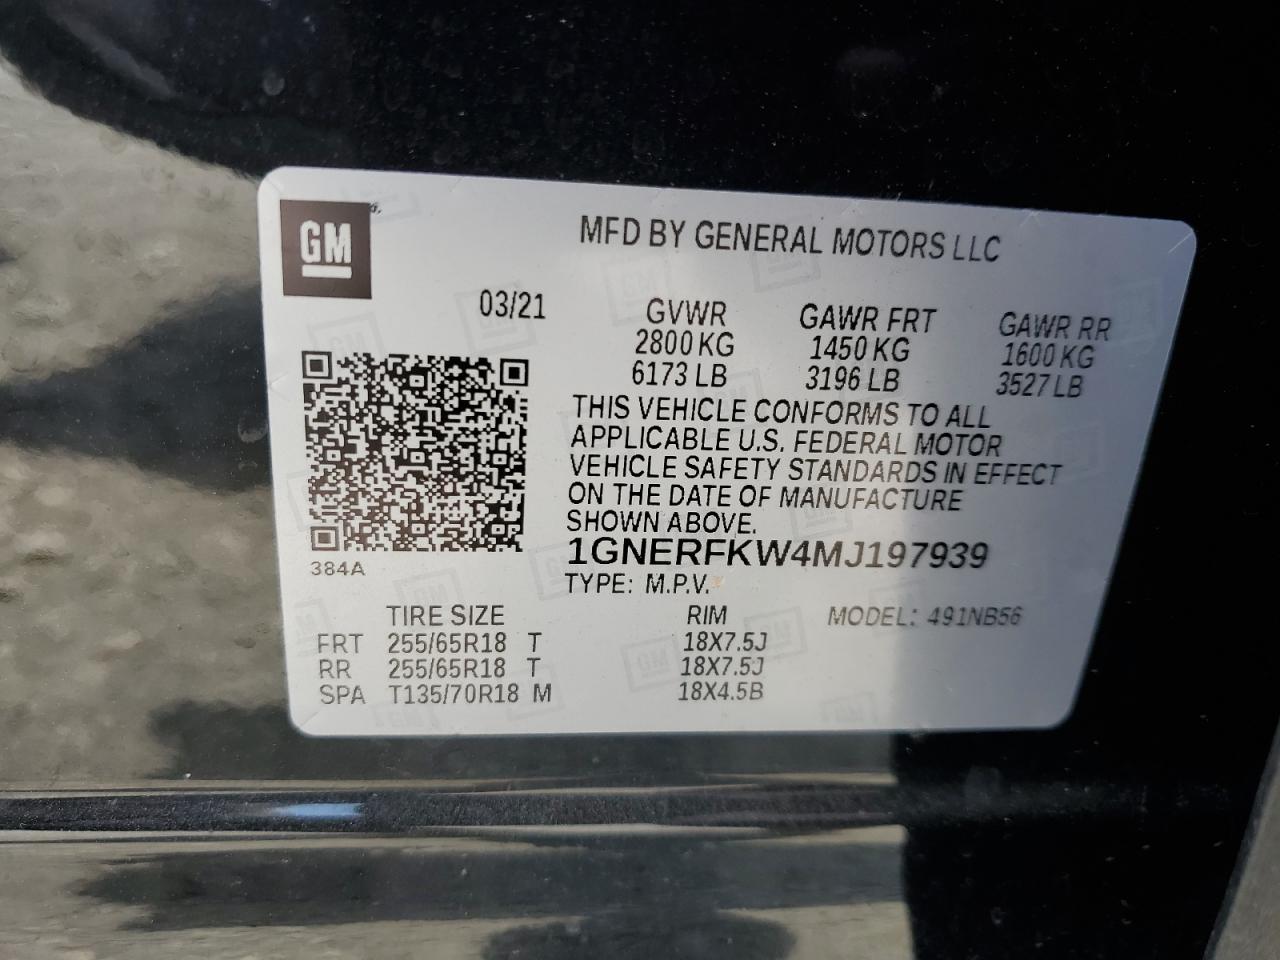 GM
MFD BY GENERAL MOTORS LLC
03/21
GVWR GAWR FRT GAWR RR
2800 KG 1450 KG 1600 KG
6173 LB 3196 LB 3527 LB
THIS VEHICLE CONFORMS TO ALL
APPLICABLE U.S. FEDERAL MOTOR
VEHICLE SAFETY STANDARDS IN EFFECT
ON THE DATE OF MANUFACTURE
SHOWN ABOVE.
1GNERFKW4MJ197939
384A
TYPE: M.P.V.
TIRE SIZE RIM MODEL: 491NB56
FRT 255/65R18 T 18X7.5J
RR 255/65R18 T 18X7.5J
SPA T135/70R18 M 18X4.5B